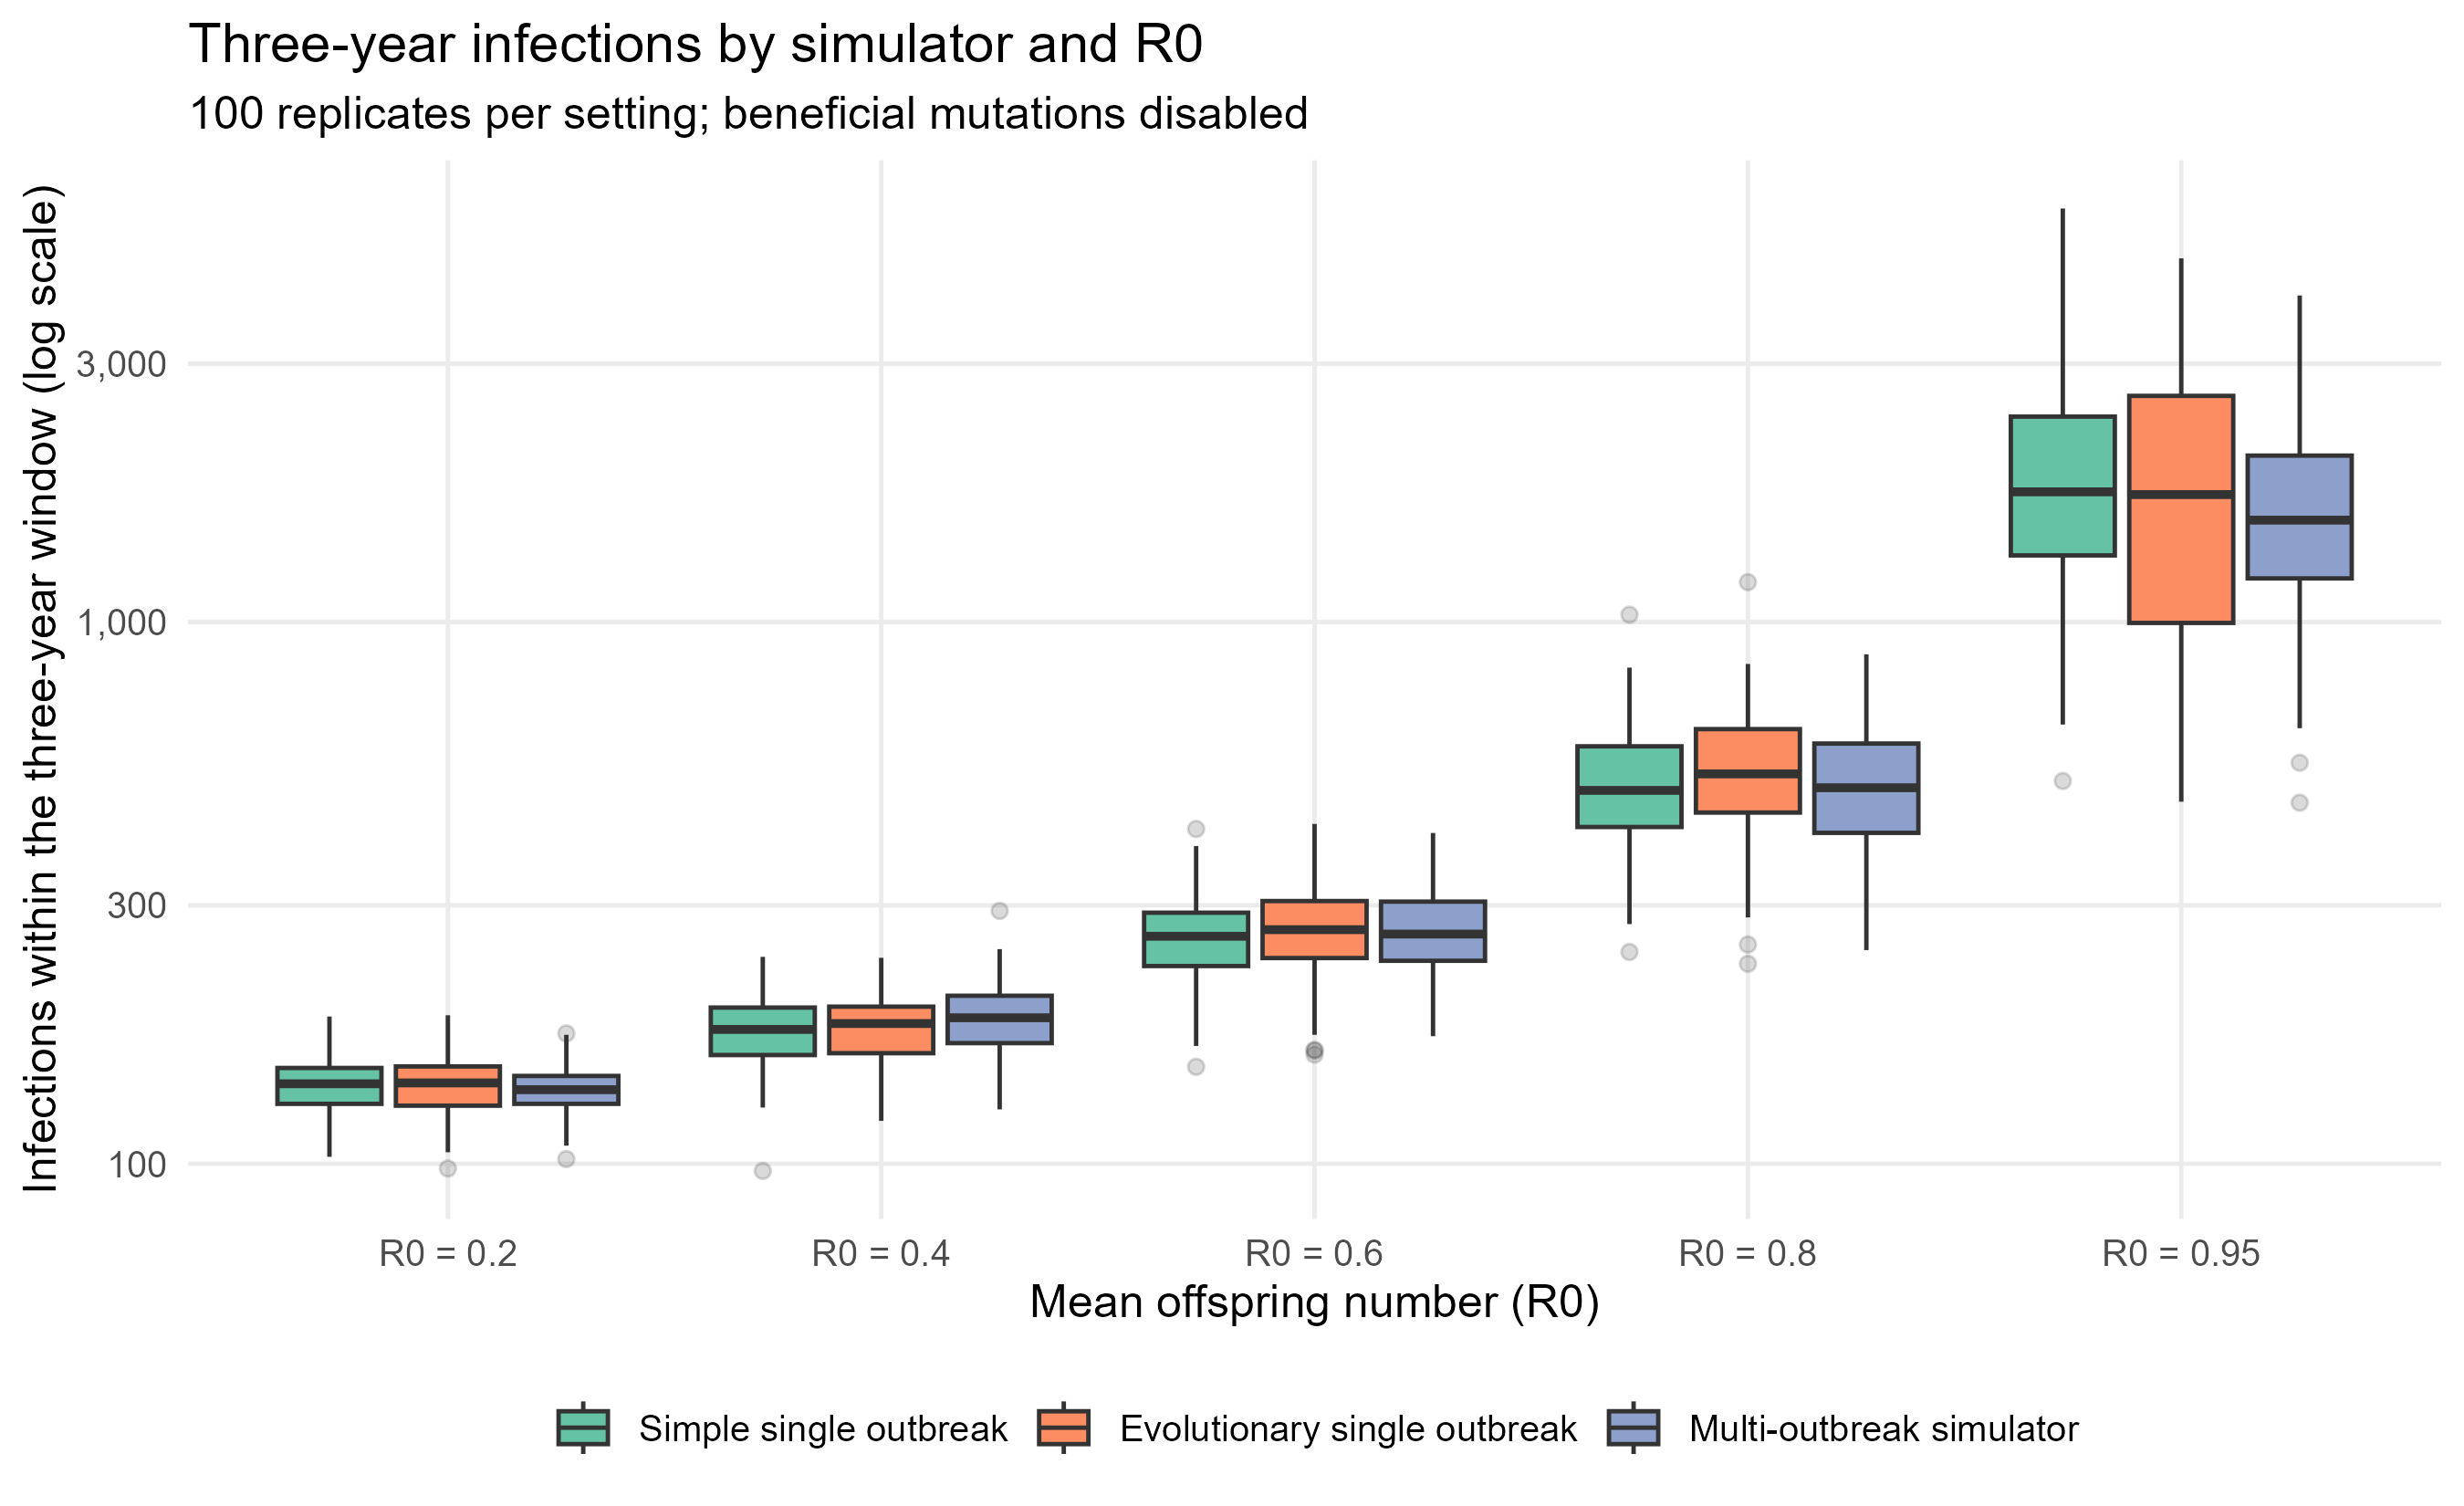 Three-year infections by simulator and R0
100 replicates per setting; beneficial mutations disabled
Infections within the three-year window (log scale)
3,000
1,000
300
100
R0 = 0.2
R0 = 0.4
R0 = 0.6
R0 = 0.8
R0 = 0.95
Mean offspring number (R0)
Simple single outbreak
Evolutionary single outbreak
Multi-outbreak simulator